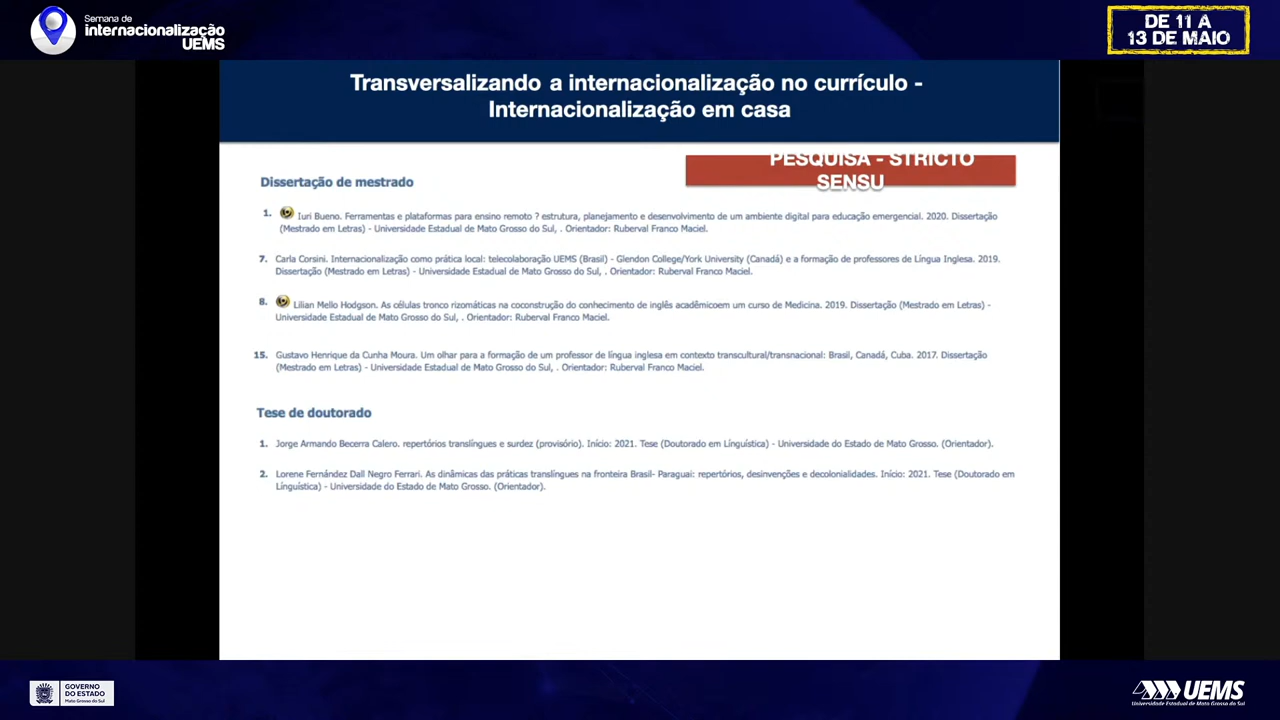 Semana de
internacionalização
UEMS
DE 11 A
13 DE MAIO
Transversalizando a internacionalização no currículo -
Internacionalização em casa
PESQUISA - STRICTO
SENSU
Dissertação de mestrado
1. Iuri Bueno. Ferramentas e plataformas para ensino remoto ? estrutura, planejamento e desenvolvimento de um ambiente digital para educação emergencial. 2020. Dissertação
(Mestrado em Letras) - Universidade Estadual de Mato Grosso do Sul, . Orientador: Ruberval Franco Maciel.
7. Carla Corsini. Internacionalização como prática local: telecolaboração UEMS (Brasil) - Glendon College/York University (Canadá) e a formação de professores de Língua Inglesa. 2019.
Dissertação (Mestrado em Letras) - Universidade Estadual de Mato Grosso do Sul, . Orientador: Ruberval Franco Maciel.
8. Lilian Mello Hodgson. As células tronco rizomáticas na coconstrução do conhecimento de inglês acadêmicoem um curso de Medicina. 2019. Dissertação (Mestrado em Letras) -
Universidade Estadual de Mato Grosso do Sul, . Orientador: Ruberval Franco Maciel.
15. Gustavo Henrique da Cunha Moura. Um olhar para a formação de um professor de língua inglesa em contexto transcultural/transnacional: Brasil, Canadá, Cuba. 2017. Dissertação
(Mestrado em Letras) - Universidade Estadual de Mato Grosso do Sul, . Orientador: Ruberval Franco Maciel.
Tese de doutorado
1. Jorge Armando Becerra Calero. repertórios translíngues e surdez (provisório). Início: 2021. Tese (Doutorado em Língüística) - Universidade do Estado de Mato Grosso. (Orientador).
2. Lorene Fernández Dall Negro Ferrari. As dinâmicas das práticas translíngues na fronteira Brasil- Paraguai: repertórios, desinvenções e decolonialidades. Início: 2021. Tese (Doutorado em
Língüística) - Universidade do Estado de Mato Grosso. (Orientador).
GOVERNO
DO ESTADO
Mato Grosso do Sul
UEMS
Universidade Estadual de Mato Grosso do Sul